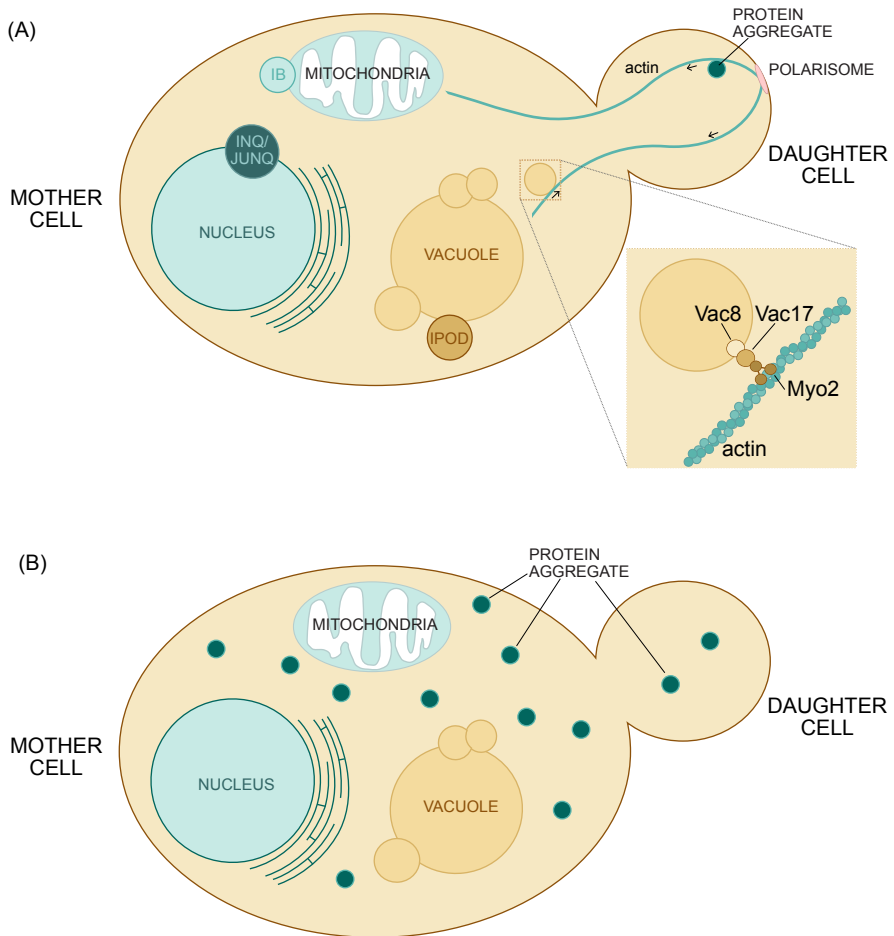 (A)
PROTEIN
AGGREGATE
actin
POLARISOME
IB
MITOCHONDRIA
INQ/
JUNQ
DAUGHTER
CELL
MOTHER
CELL
NUCLEUS
VACUOLE
IPOD
Vac8
Vac17
Myo2
actin
(B)
PROTEIN
AGGREGATE
MITOCHONDRIA
DAUGHTER
CELL
MOTHER
CELL
NUCLEUS
VACUOLE